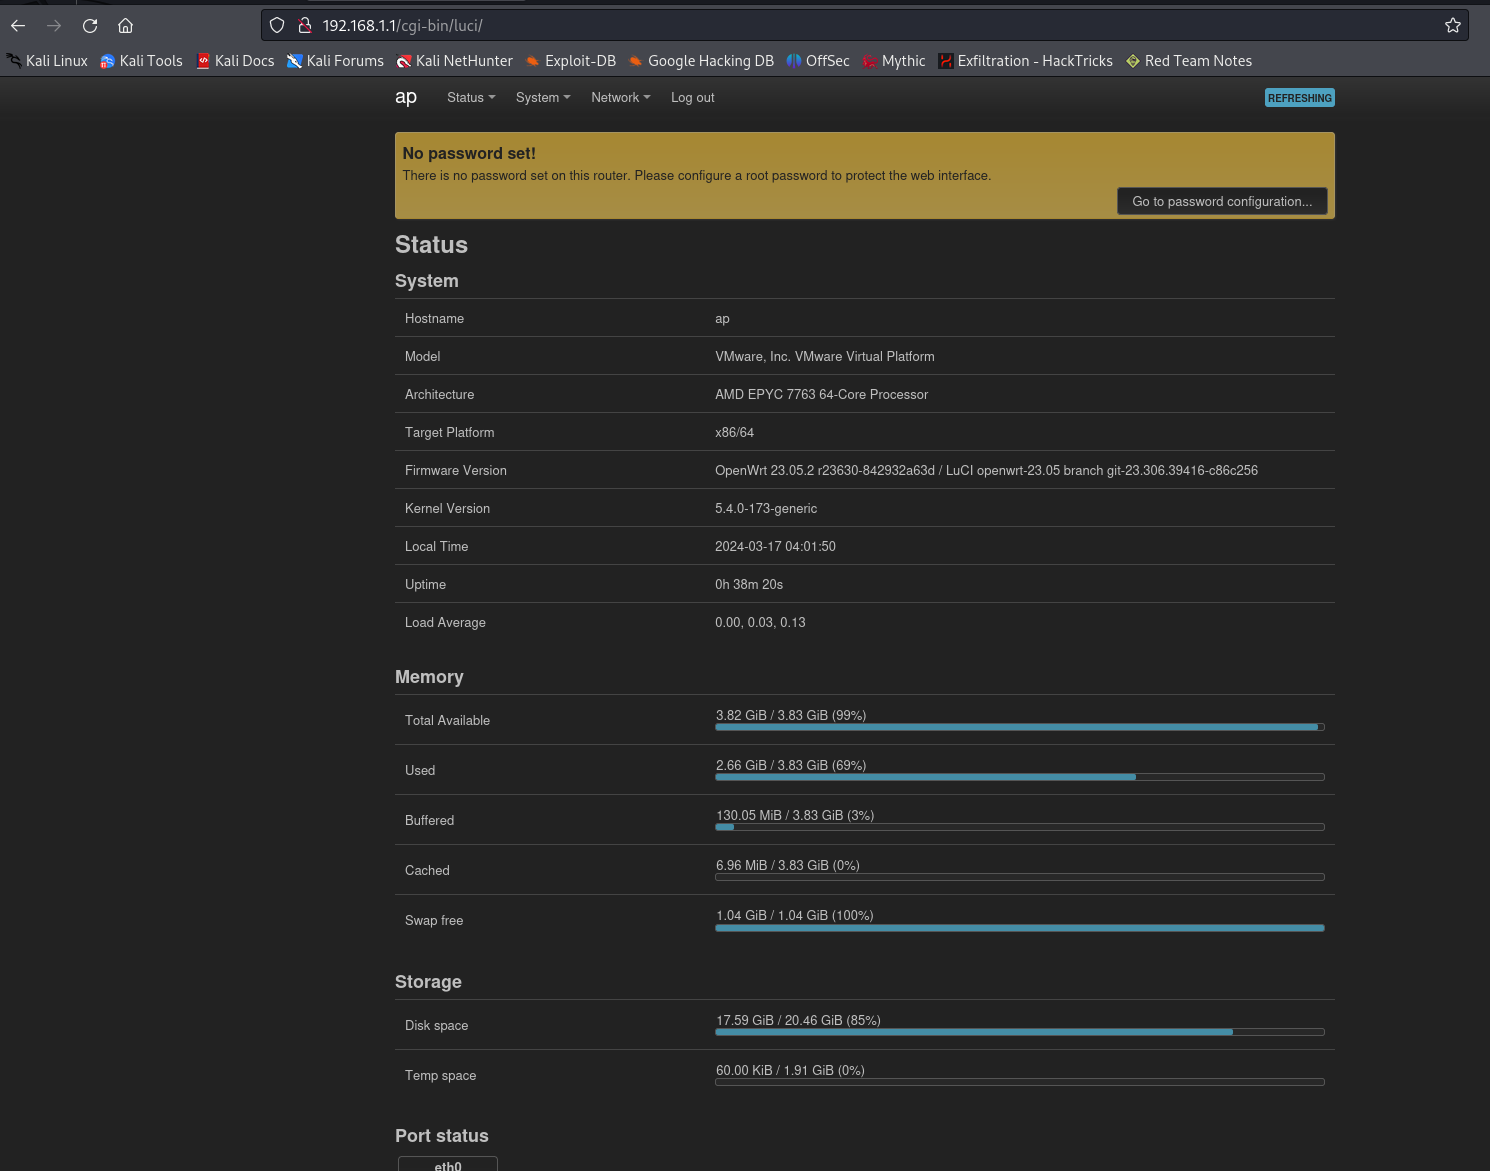 192.168.1.1/cgi-bin/luci/
Kali Linux Kali Tools Kali Docs Kali Forums Kali NetHunter Exploit-DB Google Hacking DB OffSec Mythic Exfiltration - HackTricks Red Team Notes
ap Status System Network Log out REFRESHING
No password set!
There is no password set on this router. Please configure a root password to protect the web interface.
Go to password configuration...
Status
System
Hostname ap
Model VMware, Inc. VMware Virtual Platform
Architecture AMD EPYC 7763 64-Core Processor
Target Platform x86/64
Firmware Version OpenWrt 23.05.2 r23630-842932a63d / LuCI openwrt-23.05 branch git-23.306.39416-c86c256
Kernel Version 5.4.0-173-generic
Local Time 2024-03-17 04:01:50
Uptime 0h 38m 20s
Load Average 0.00, 0.03, 0.13
Memory
Total Available 3.82 GiB / 3.83 GiB (99%)
Used 2.66 GiB / 3.83 GiB (69%)
Buffered 130.05 MiB / 3.83 GiB (3%)
Cached 6.96 MiB / 3.83 GiB (0%)
Swap free 1.04 GiB / 1.04 GiB (100%)
Storage
Disk space 17.59 GiB / 20.46 GiB (85%)
Temp space 60.00 KiB / 1.91 GiB (0%)
Port status
eth0